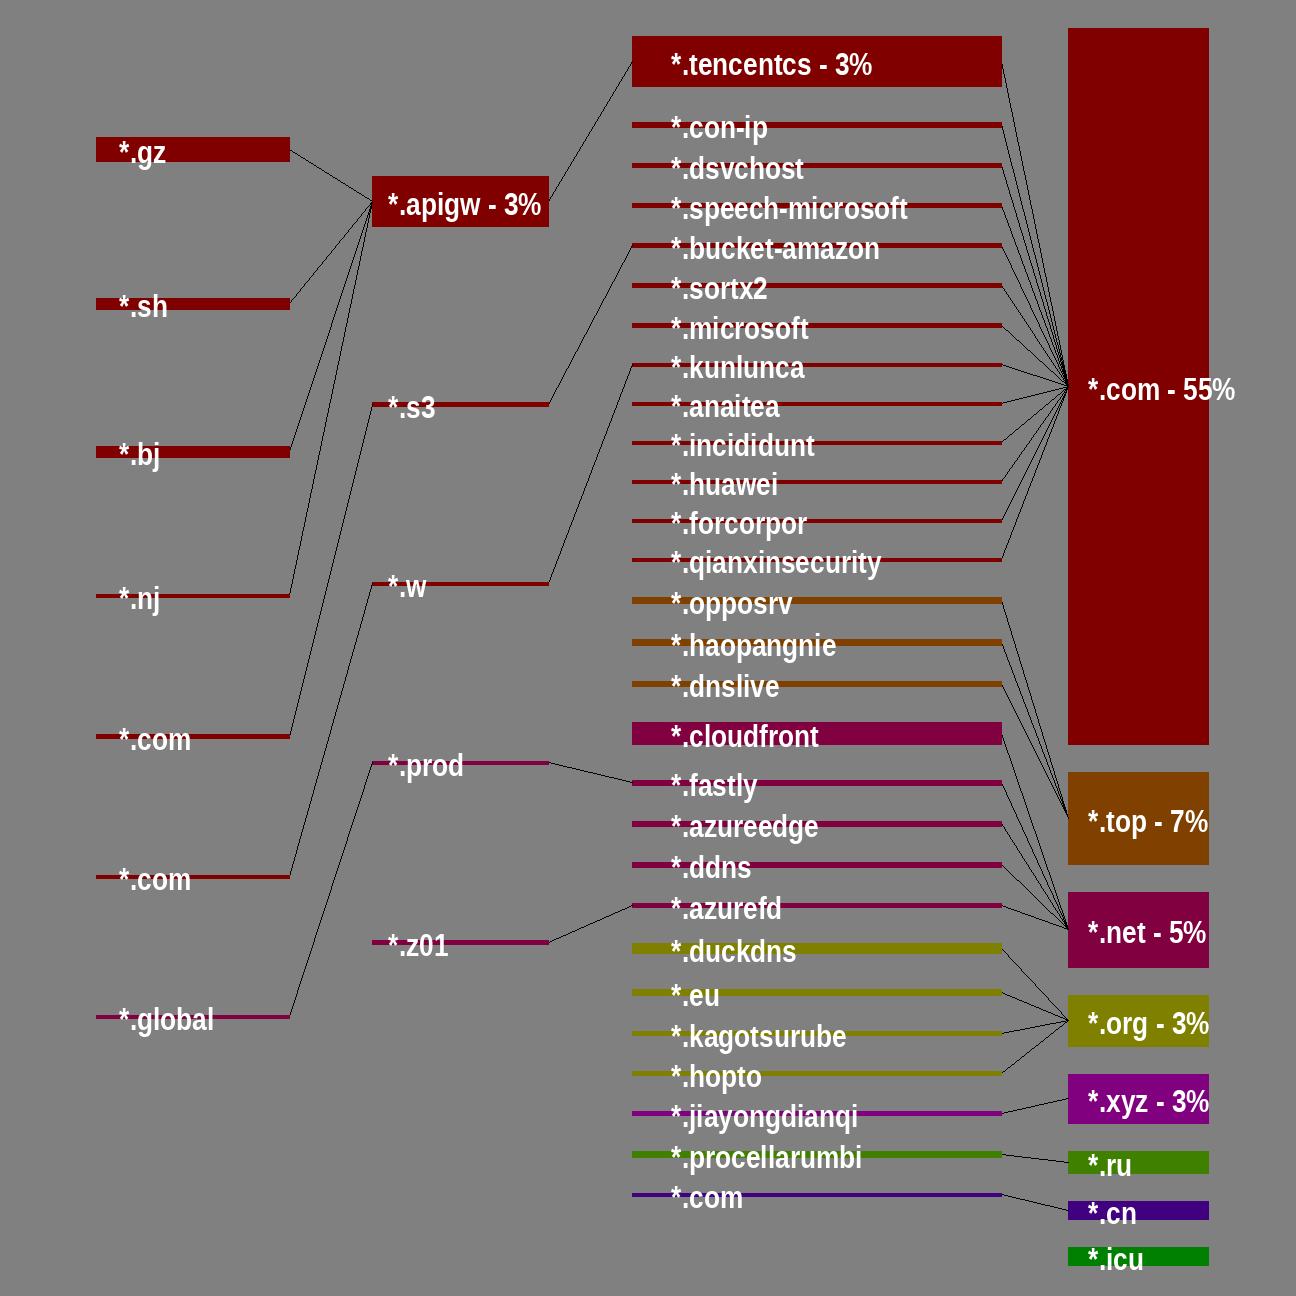 *.gz
*.sh
*.bj
*.nj
*.com
*.com
*.global
*.apigw - 3%
*.s3
*.w
*.prod
*.z01
*.tencentcs - 3%
*.con-ip
*.dsvchost
*.speech-microsoft
*.bucket-amazon
*.sortx2
*.microsoft
*.kunlunca
*.anaitea
*.incididunt
*.huawei
*.forcorpor
*.qianxinsecurity
*.opposrv
*.haopangnie
*.dnslive
*.cloudfront
*.fastly
*.azureedge
*.ddns
*.azurefd
*.duckdns
*.eu
*.kagotsurube
*.hopto
*.jiayongdianqi
*.procellarumbi
*.com
*.com - 55%
*.top - 7%
*.net - 5%
*.org - 3%
*.xyz - 3%
*.ru
*.cn
*.icu